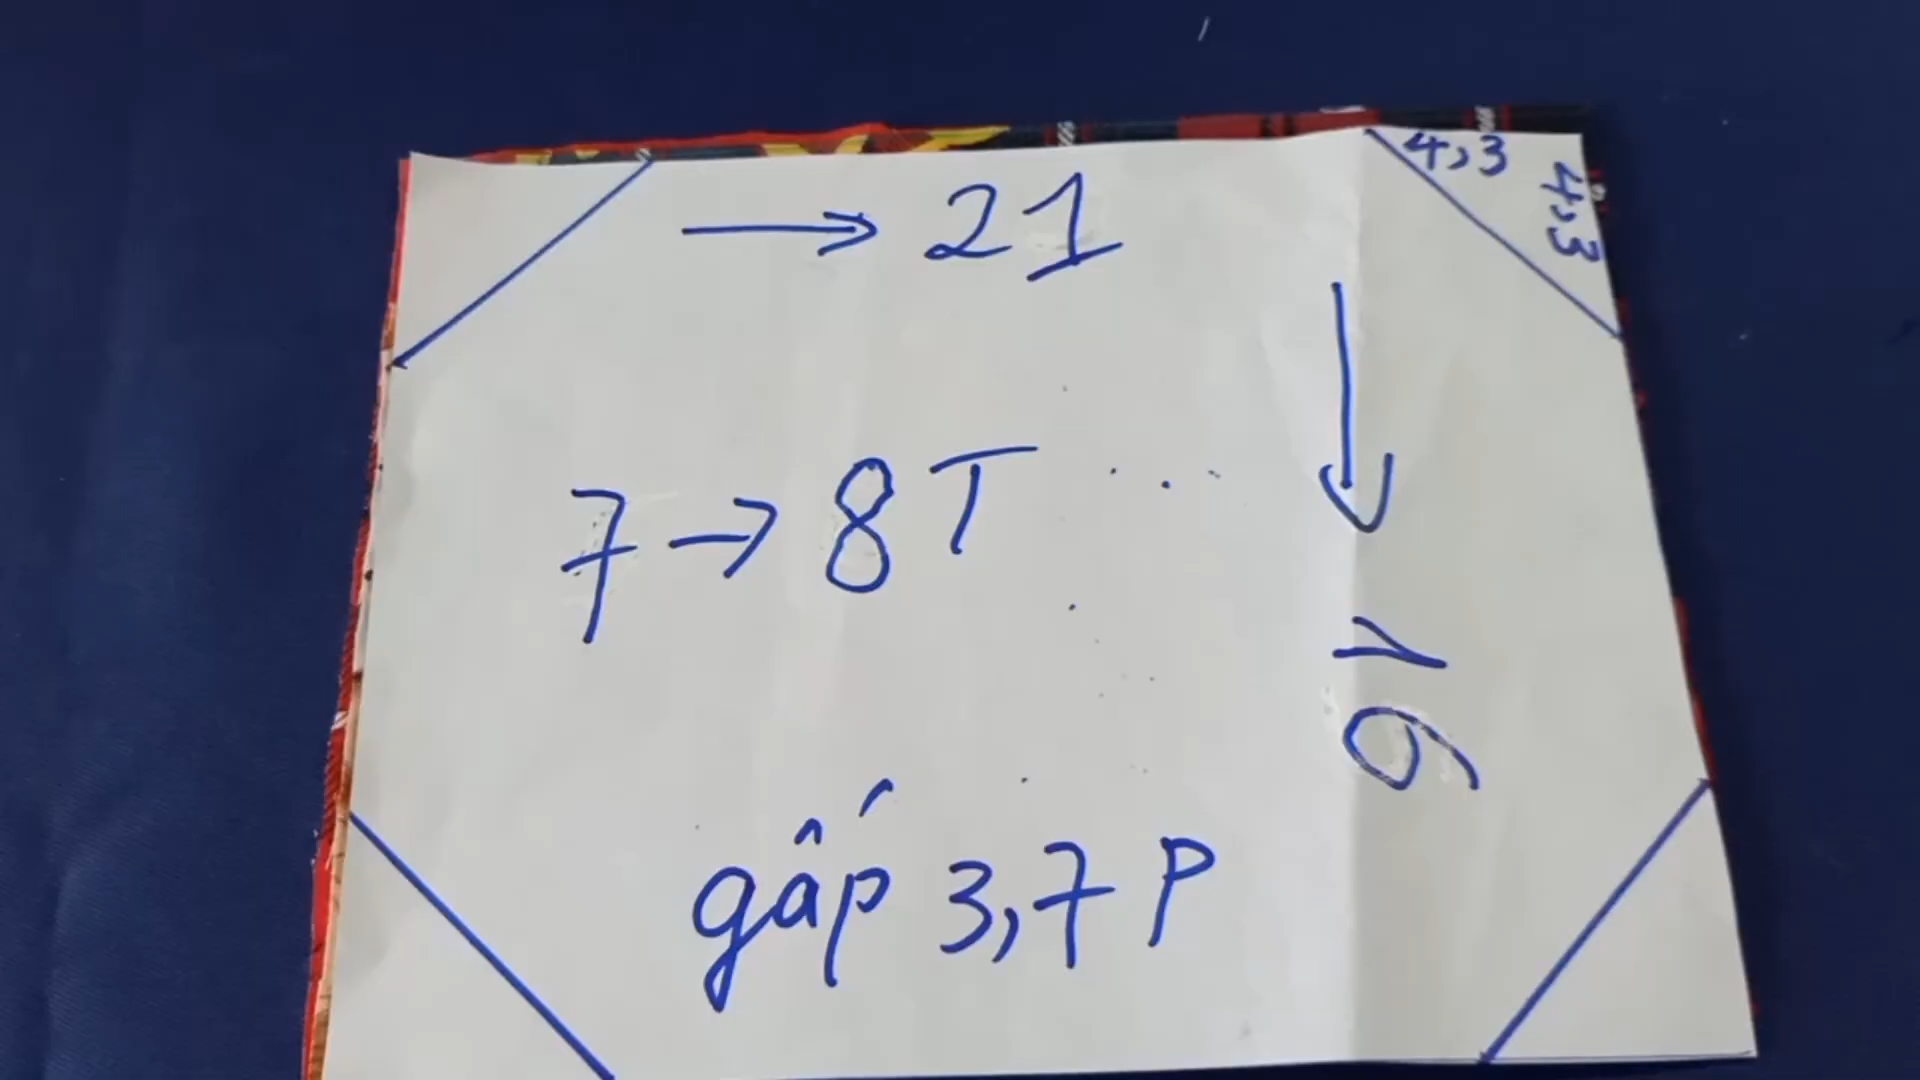 4,3
4,3
→ 21
16
7 → 8T
gấp 3,7 P